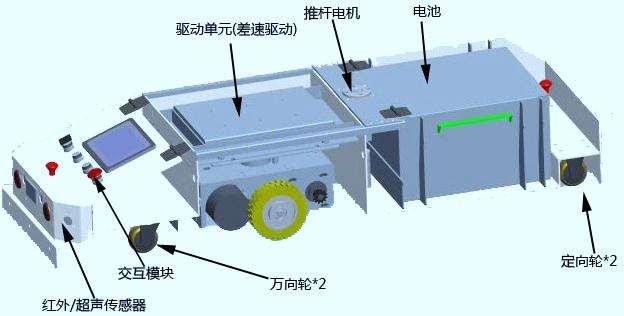 推杆电机
电池
驱动单元(差速驱动)
交互模块
万向轮*2
定向轮*2
红外/超声传感器